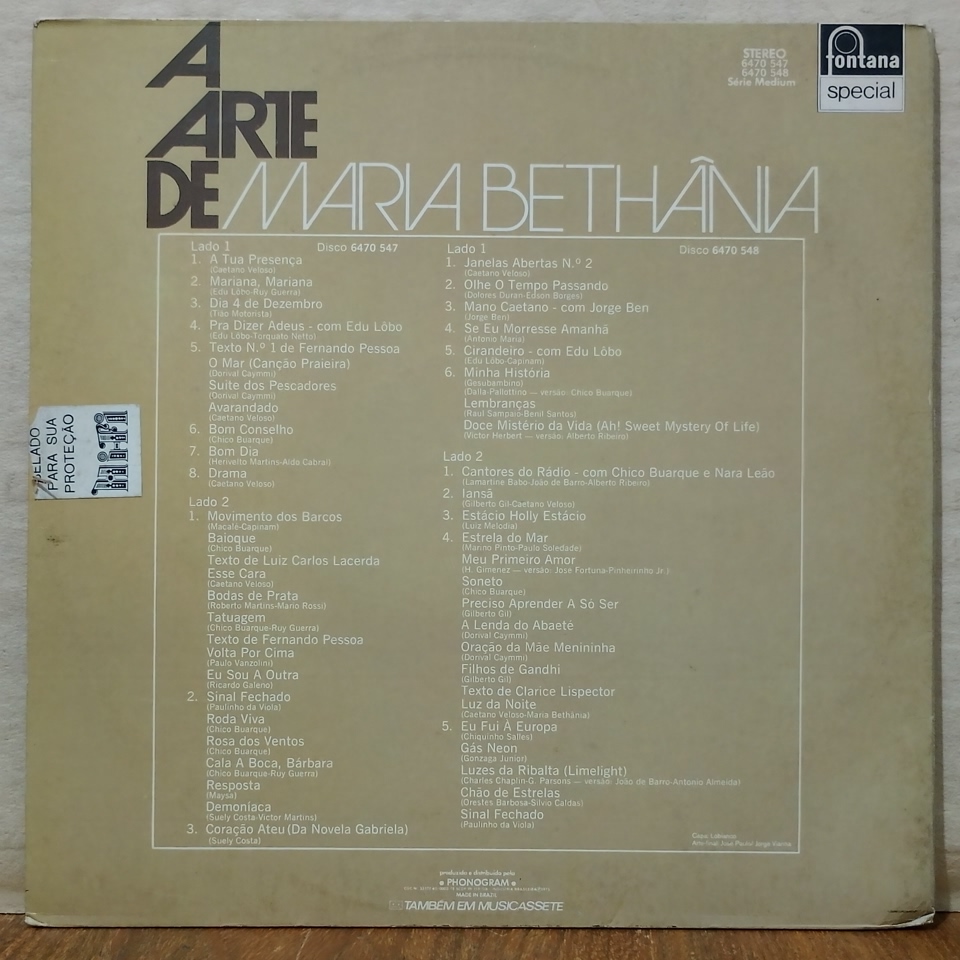 A
ARTE
DE MARIA BETHÂNIA
STEREO
6470 547
6470 548
Série Medium
fontana
special
Lado 1 Disco 6470 547
1. A Tua Presença
(Caetano Veloso)
2. Mariana, Mariana
(Edu Lôbo-Ruy Guerra)
3. Dia 4 de Dezembro
(Tião Motorista)
4. Pra Dizer Adeus - com Edu Lôbo
(Edu Lôbo-Torquato Netto)
5. Texto N.º 1 de Fernando Pessoa
O Mar (Canção Praieira)
(Dorival Caymmi)
Suite dos Pescadores
(Dorival Caymmi)
Avarandado
(Caetano Veloso)
6. Bom Conselho
(Chico Buarque)
7. Bom Dia
(Herivelto Martins-Aldo Cabral)
8. Drama
(Caetano Veloso)
Lado 2
1. Movimento dos Barcos
(Macalé-Capinam)
Baioque
(Chico Buarque)
Texto de Luiz Carlos Lacerda
Esse Cara
(Caetano Veloso)
Bodas de Prata
(Roberto Martins-Mario Rossi)
Tatuagem
(Chico Buarque-Ruy Guerra)
Texto de Fernando Pessoa
Volta Por Cima
(Paulo Vanzolini)
Eu Sou A Outra
(Ricardo Galeno)
2. Sinal Fechado
(Paulinho da Viola)
Roda Viva
(Chico Buarque)
Rosa dos Ventos
(Chico Buarque)
Cala A Boca, Bárbara
(Chico Buarque-Ruy Guerra)
Resposta
(Maysa)
Demoníaca
(Suely Costa-Victor Martins)
3. Coração Ateu (Da Novela Gabriela)
(Suely Costa)
Lado 1 Disco 6470 548
1. Janelas Abertas N.º 2
(Caetano Veloso)
2. Olhe O Tempo Passando
(Dolores Duran-Edson Borges)
3. Mano Caetano - com Jorge Ben
(Jorge Ben)
4. Se Eu Morresse Amanhã
(Antonio Maria)
5. Cirandeiro - com Edu Lôbo
(Edu Lôbo-Capinam)
6. Minha História
(Gesubambino)
(Dalla-Pallottino — versão: Chico Buarque)
Lembranças
(Raul Sampaio-Benil Santos)
Doce Mistério da Vida (Ah! Sweet Mystery Of Life)
(Victor Herbert — versão: Alberto Ribeiro)
Lado 2
1. Cantores do Rádio - com Chico Buarque e Nara Leão
(Lamartine Babo-João de Barro-Alberto Ribeiro)
2. Iansã
(Gilberto Gil-Caetano Veloso)
3. Estácio Holly Estácio
(Luiz Melodia)
4. Estrela do Mar
(Marino Pinto-Paulo Soledade)
Meu Primeiro Amor
(H. Gimenez — versão: José Fortuna-Pinheirinho Jr.)
Soneto
(Chico Buarque)
Preciso Aprender A Só Ser
(Gilberto Gil)
A Lenda do Abaeté
(Dorival Caymmi)
Oração da Mãe Menininha
(Dorival Caymmi)
Filhos de Gandhi
(Gilberto Gil)
Texto de Clarice Lispector
Luz da Noite
(Caetano Veloso-Maria Bethânia)
5. Eu Fui À Europa
(Chiquinho Salles)
Gás Neon
(Gonzaga Junior)
Luzes da Ribalta (Limelight)
(Charles Chaplin-G. Parsons — versão: João de Barro-Antonio Almeida)
Chão de Estrelas
(Orestes Barbosa-Silvio Caldas)
Sinal Fechado
(Paulinho da Viola)
SELADO
PARA SUA
PROTEÇÃO
Hi-Fi
produzido e distribuído pela
PHONOGRAM
MADE IN BRAZIL
TAMBÉM EM MUSICASSETE